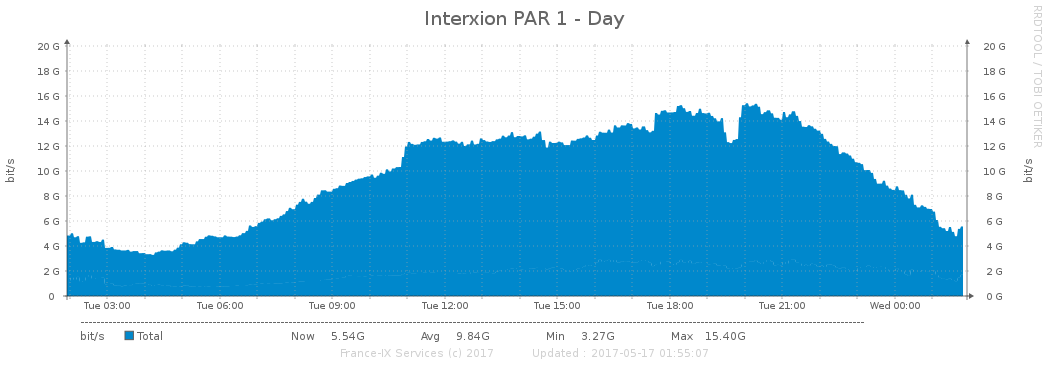 Interxion PAR 1 - Day
RRDTOOL / TOBI OETIKER
bit/s
20 G
18 G
16 G
14 G
12 G
10 G
8 G
6 G
4 G
2 G
0
20 G
18 G
16 G
14 G
12 G
10 G
8 G
6 G
4 G
2 G
0 G
bit/s
Tue 03:00 Tue 06:00 Tue 09:00 Tue 12:00 Tue 15:00 Tue 18:00 Tue 21:00 Wed 00:00
bit/s Total Now 5.54G Avg 9.84G Min 3.27G Max 15.40G
France-IX Services (c) 2017 Updated : 2017-05-17 01:55:07